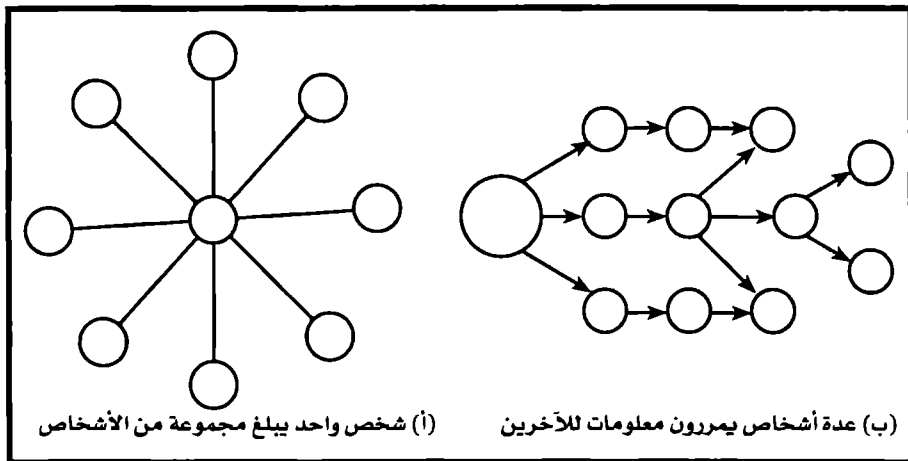 (أ) شخص واحد يبلغ مجموعة من الأشخاص
(ب) عدة أشخاص يمررون معلومات للآخرين